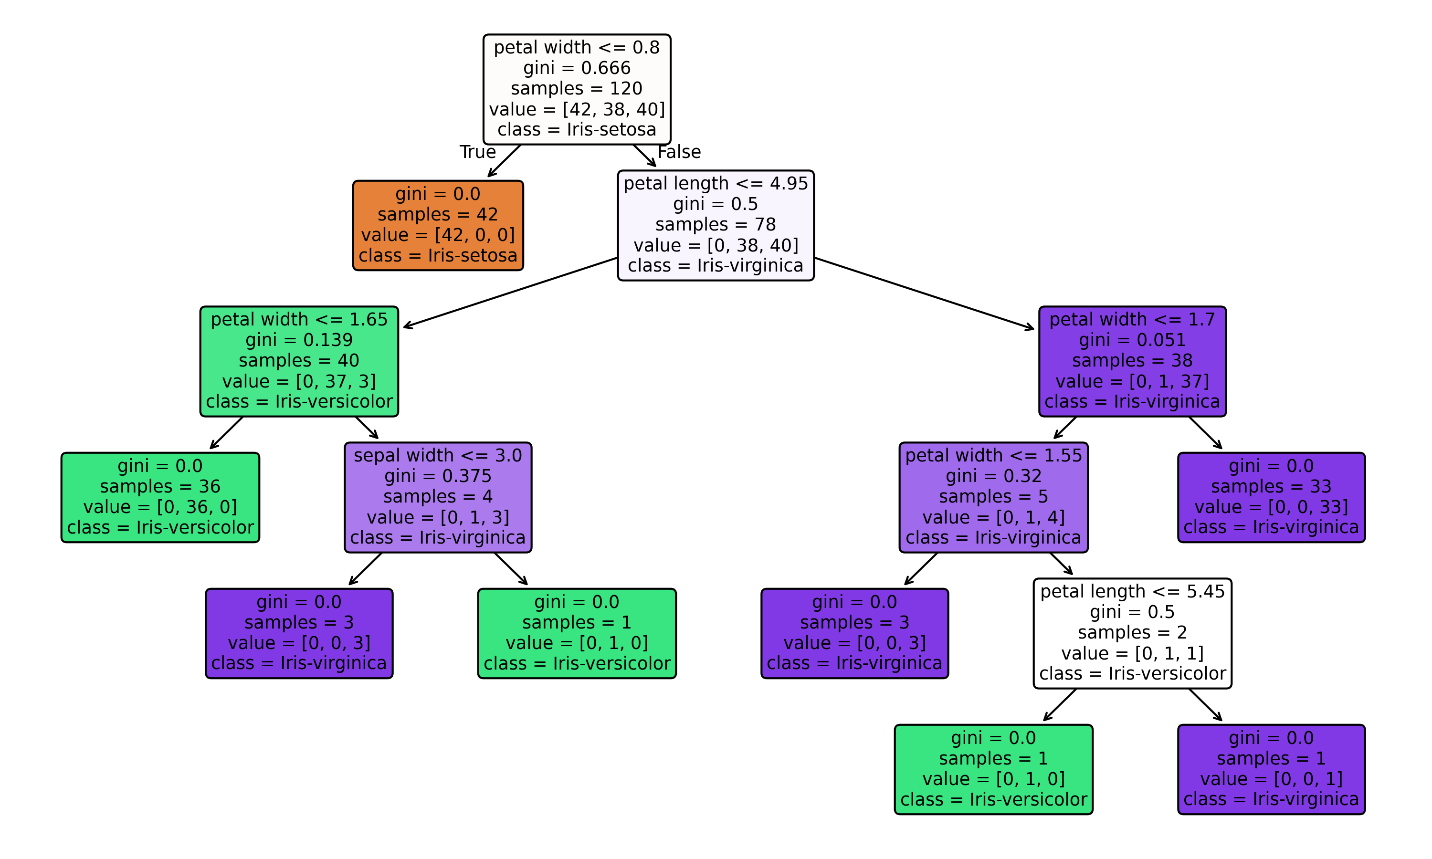 petal width <= 0.8
gini = 0.666
samples = 120
value = [42, 38, 40]
class = Iris-setosa
True
False
gini = 0.0
samples = 42
value = [42, 0, 0]
class = Iris-setosa
petal length <= 4.95
gini = 0.5
samples = 78
value = [0, 38, 40]
class = Iris-virginica
petal width <= 1.65
gini = 0.139
samples = 40
value = [0, 37, 3]
class = Iris-versicolor
petal width <= 1.7
gini = 0.051
samples = 38
value = [0, 1, 37]
class = Iris-virginica
gini = 0.0
samples = 36
value = [0, 36, 0]
class = Iris-versicolor
sepal width <= 3.0
gini = 0.375
samples = 4
value = [0, 1, 3]
class = Iris-virginica
petal width <= 1.55
gini = 0.32
samples = 5
value = [0, 1, 4]
class = Iris-virginica
gini = 0.0
samples = 33
value = [0, 0, 33]
class = Iris-virginica
gini = 0.0
samples = 3
value = [0, 0, 3]
class = Iris-virginica
gini = 0.0
samples = 1
value = [0, 1, 0]
class = Iris-versicolor
gini = 0.0
samples = 3
value = [0, 0, 3]
class = Iris-virginica
petal length <= 5.45
gini = 0.5
samples = 2
value = [0, 1, 1]
class = Iris-versicolor
gini = 0.0
samples = 1
value = [0, 1, 0]
class = Iris-versicolor
gini = 0.0
samples = 1
value = [0, 0, 1]
class = Iris-virginica